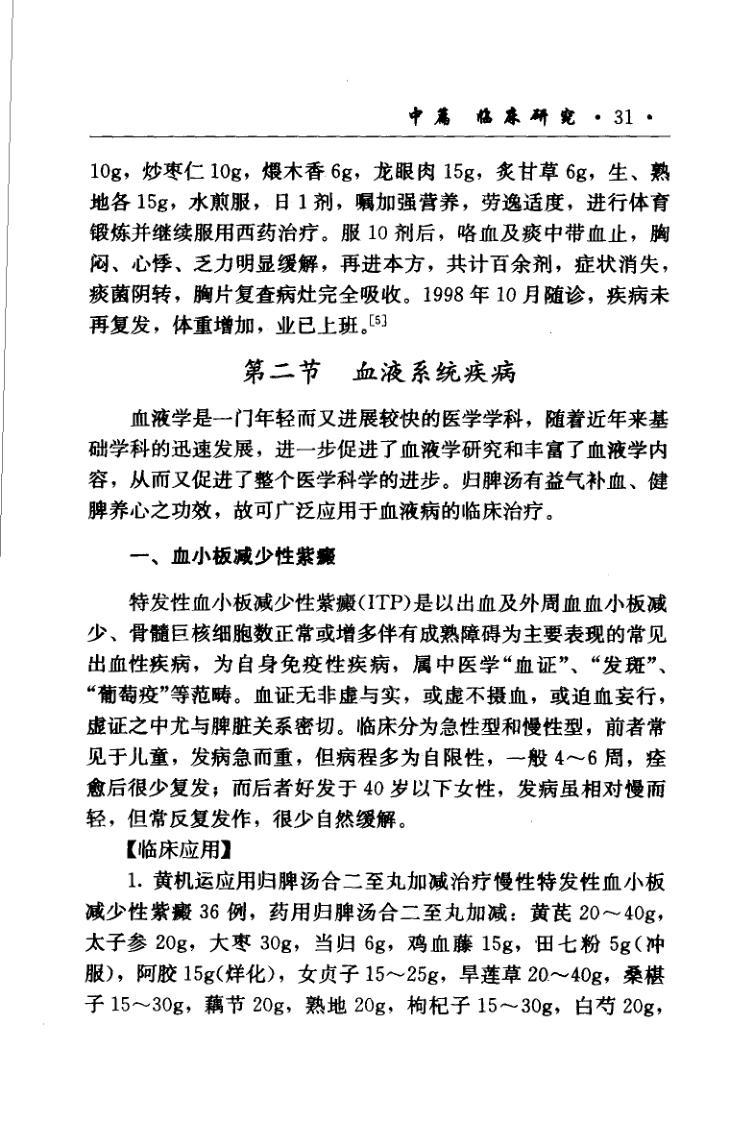 中篇 临床研究 · 31 ·
10g，炒枣仁 10g，煨木香 6g，龙眼肉 15g，炙甘草 6g，生、熟
地各 15g，水煎服，日 1 剂，嘱加强营养，劳逸适度，进行体育
锻炼并继续服用西药治疗。服 10 剂后，咯血及痰中带血止，胸
闷、心悸、乏力明显缓解，再进本方，共计百余剂，症状消失，
痰菌阴转，胸片复查病灶完全吸收。1998 年 10 月随诊，疾病未
再复发，体重增加，业已上班。[5]
第二节 血液系统疾病
血液学是一门年轻而又进展较快的医学学科，随着近年来基
础学科的迅速发展，进一步促进了血液学研究和丰富了血液学内
容，从而又促进了整个医学科学的进步。归脾汤有益气补血、健
脾养心之功效，故可广泛应用于血液病的临床治疗。
一、血小板减少性紫癜
特发性血小板减少性紫癜(ITP)是以出血及外周血血小板减
少、骨髓巨核细胞数正常或增多伴有成熟障碍为主要表现的常见
出血性疾病，为自身免疫性疾病，属中医学“血证”、“发斑”、
“葡萄疫”等范畴。血证无非虚与实，或虚不摄血，或迫血妄行，
虚证之中尤与脾脏关系密切。临床分为急性型和慢性型，前者常
见于儿童，发病急而重，但病程多为自限性，一般 4～6 周，痊
愈后很少复发；而后者好发于 40 岁以下女性，发病虽相对慢而
轻，但常反复发作，很少自然缓解。
【临床应用】
1. 黄机运应用归脾汤合二至丸加减治疗慢性特发性血小板
减少性紫癜 36 例，药用归脾汤合二至丸加减：黄芪 20～40g，
太子参 20g，大枣 30g，当归 6g，鸡血藤 15g，田七粉 5g(冲
服)，阿胶 15g(烊化)，女贞子 15～25g，旱莲草 20～40g，桑椹
子 15～30g，藕节 20g，熟地 20g，枸杞子 15～30g，白芍 20g，